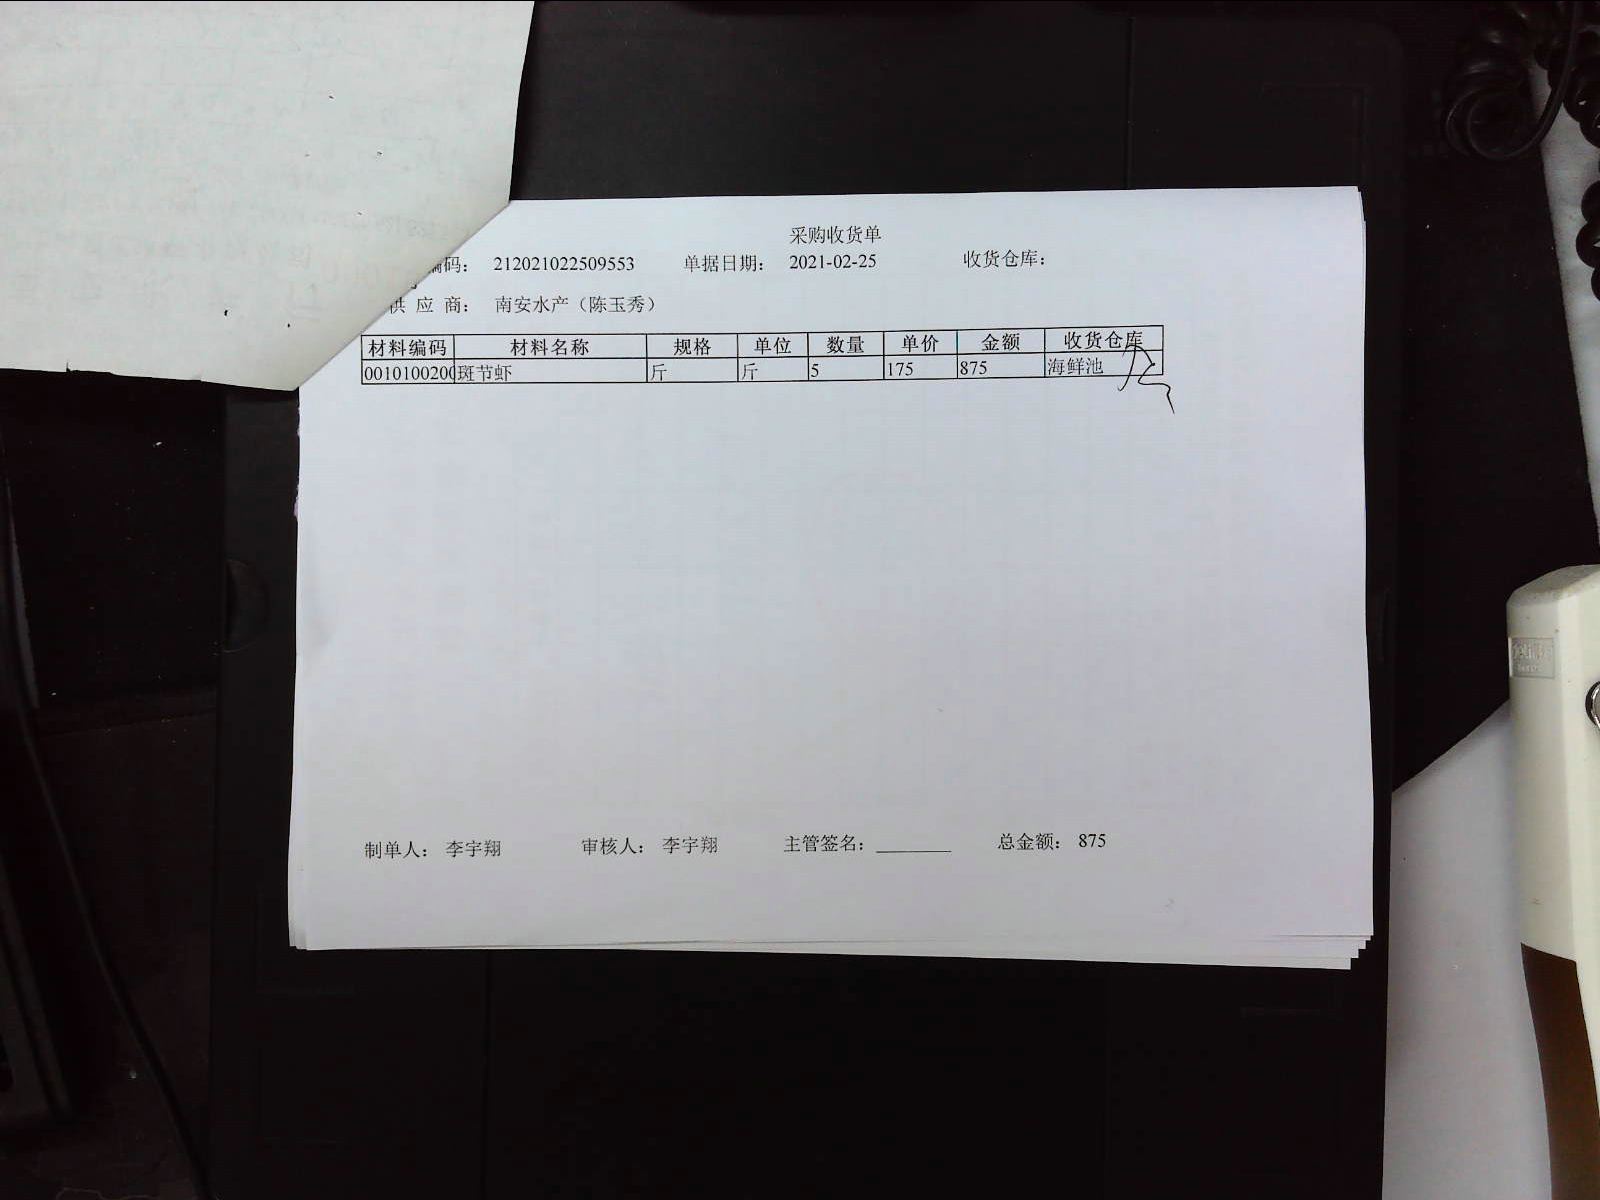 采购收货单
编码： 212021022509553 单据日期： 2021-02-25 收货仓库：
供 应 商： 南安水产（陈玉秀）
材料编码 材料名称 规格 单位 数量 单价 金额 收货仓库
0010100200 斑节虾 斤 斤 5 175 875 海鲜池
制单人： 李宇翔 审核人： 李宇翔 主管签名： 总金额： 875